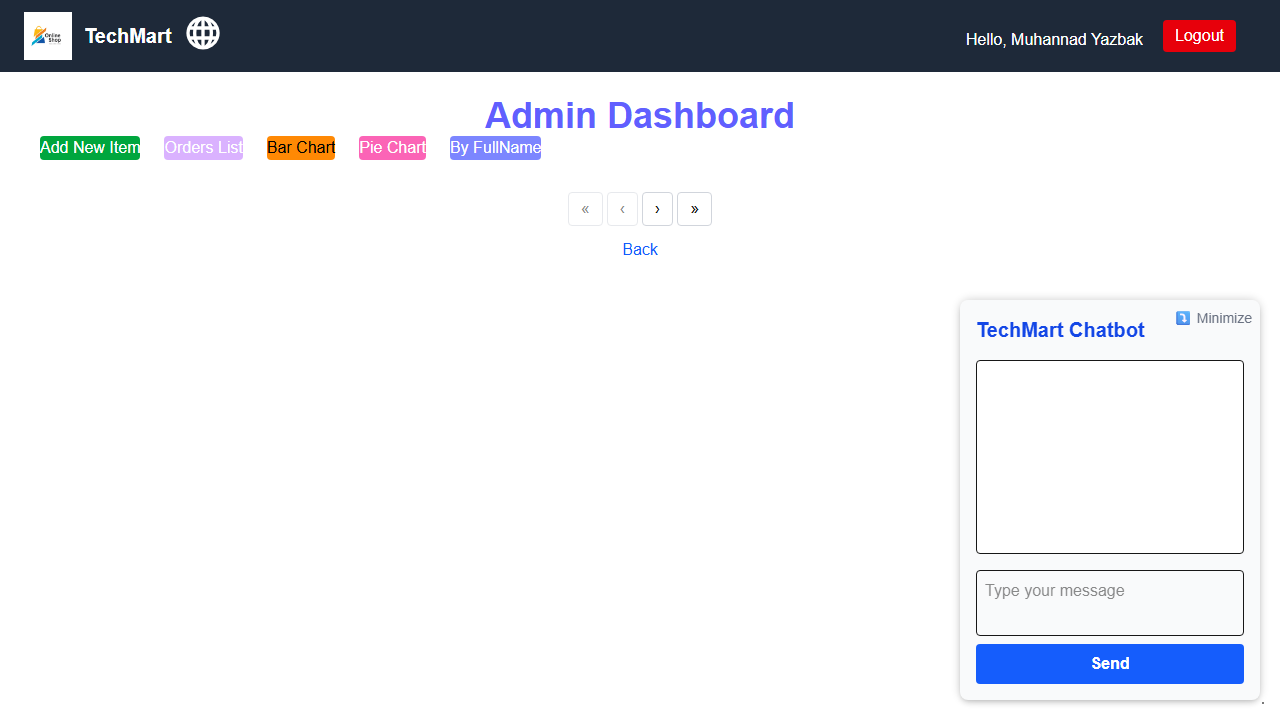 Online
Shop
TechMart
Hello, Muhannad Yazbak
Logout
Admin Dashboard
Add New Item
Orders List
Bar Chart
Pie Chart
By FullName
« ‹ › »
Back
Minimize
TechMart Chatbot
Type your message
Send
.